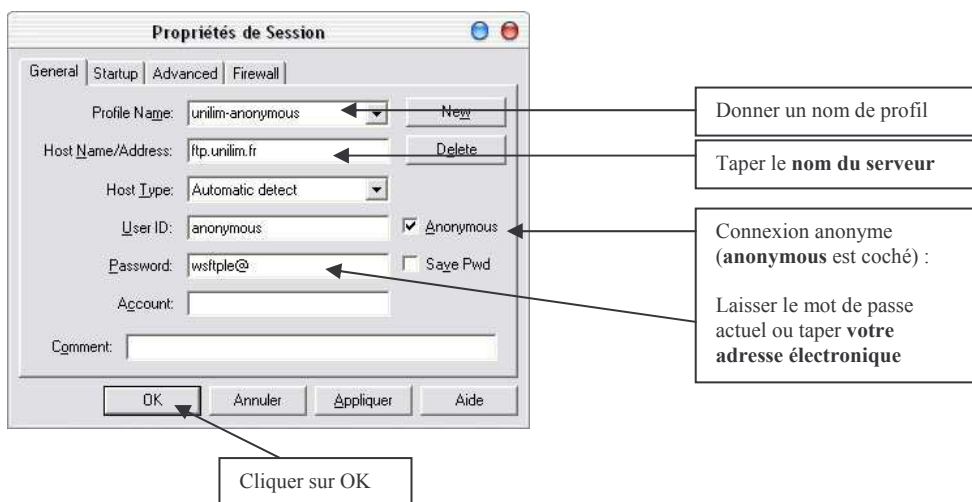 Propriétés de Session
General Startup Advanced Firewall
Profile Name: unilim-anonymous New
Host Name/Address: ftp.unilim.fr Delete
Host Type: Automatic detect
User ID: anonymous Anonymous
Password: wsftple@ Save Pwd
Account:
Comment:
OK Annuler Appliquer Aide
Donner un nom de profil
Taper le nom du serveur
Connexion anonyme
(anonymous est coché) :
Laisser le mot de passe
actuel ou taper votre
adresse électronique
Cliquer sur OK